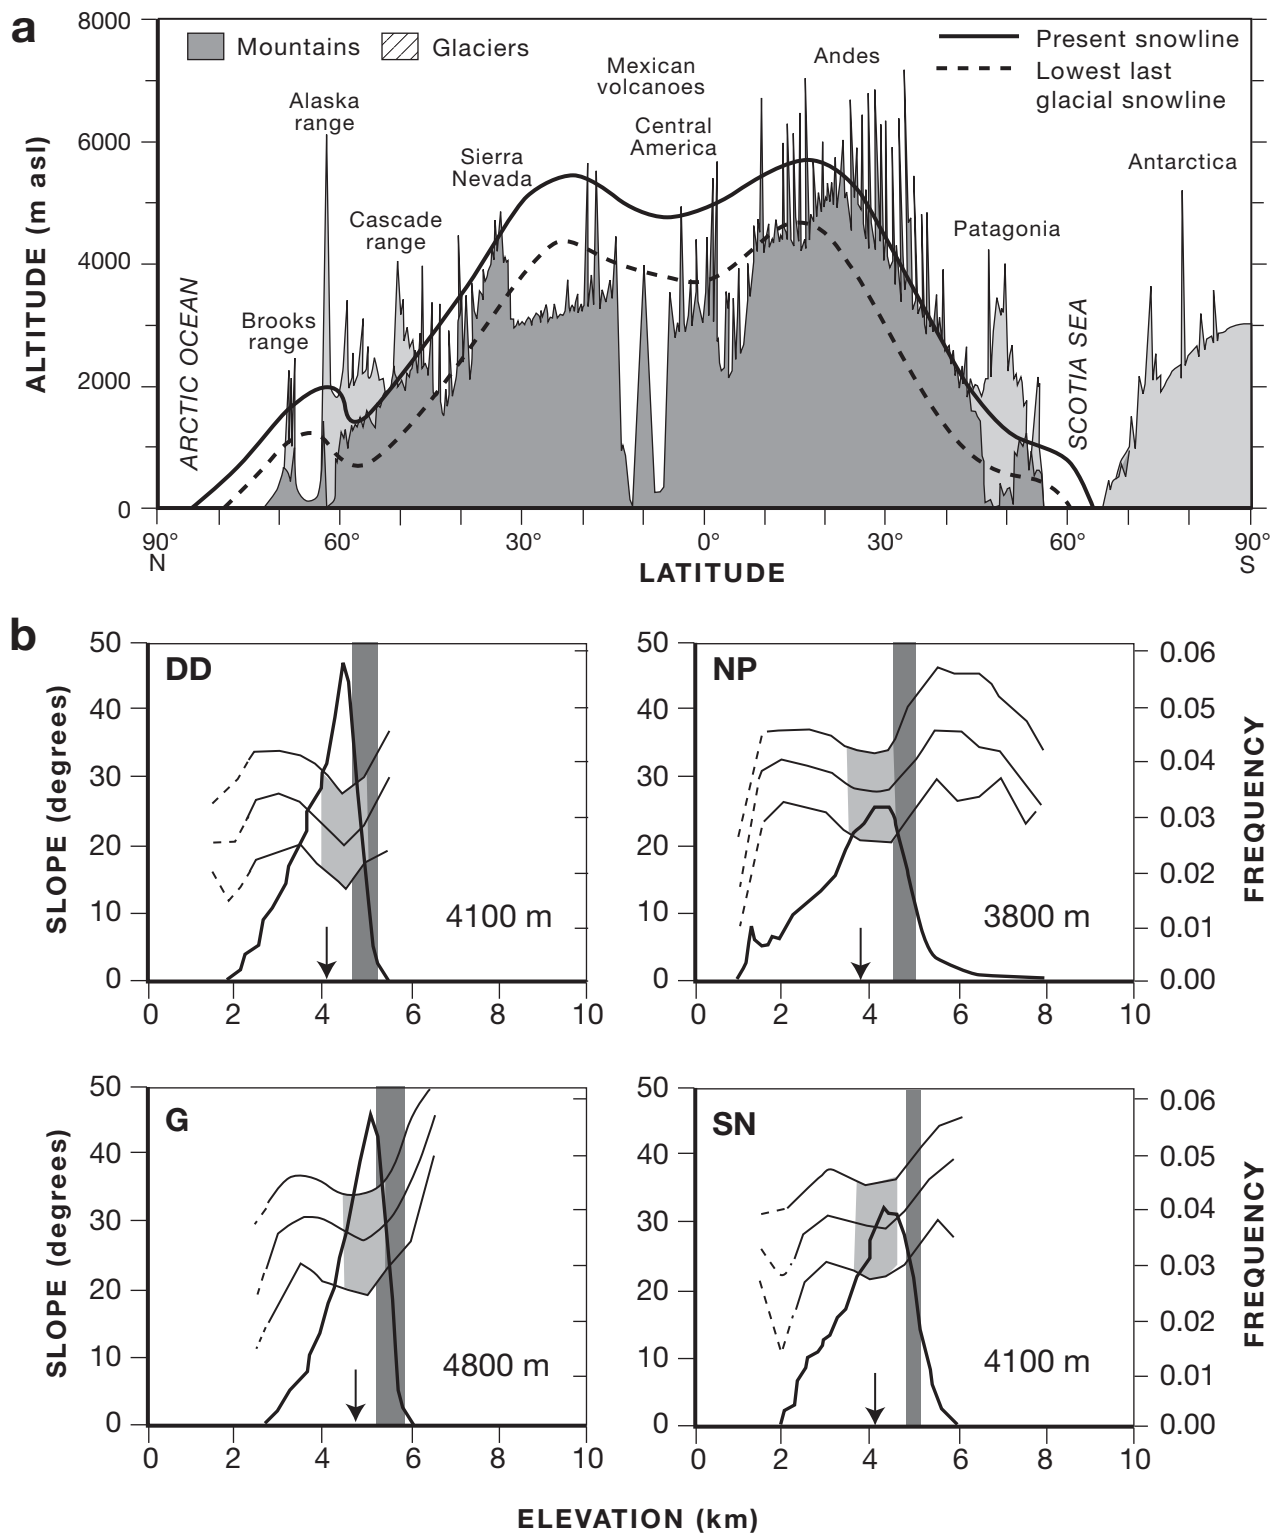 a
8000
6000
4000
2000
0
ALTITUDE (m asl)
Mountains
Glaciers
Present snowline
Lowest last
glacial snowline
Alaska
range
Brooks
range
Cascade
range
Sierra
Nevada
Mexican
volcanoes
Central
America
Andes
Patagonia
Antarctica
ARCTIC OCEAN
SCOTIA SEA
90°
N
60°
30°
0°
30°
60°
90°
S
LATITUDE
b
DD
50
40
30
20
10
0
SLOPE (degrees)
4100 m
0 2 4 6 8 10
NP
50
40
30
20
10
0
3800 m
0.06
0.05
0.04
0.03
0.02
0.01
0.00
FREQUENCY
0 2 4 6 8 10
G
50
40
30
20
10
0
SLOPE (degrees)
4800 m
0 2 4 6 8 10
SN
50
40
30
20
10
0
4100 m
0.06
0.05
0.04
0.03
0.02
0.01
0.00
FREQUENCY
0 2 4 6 8 10
ELEVATION (km)